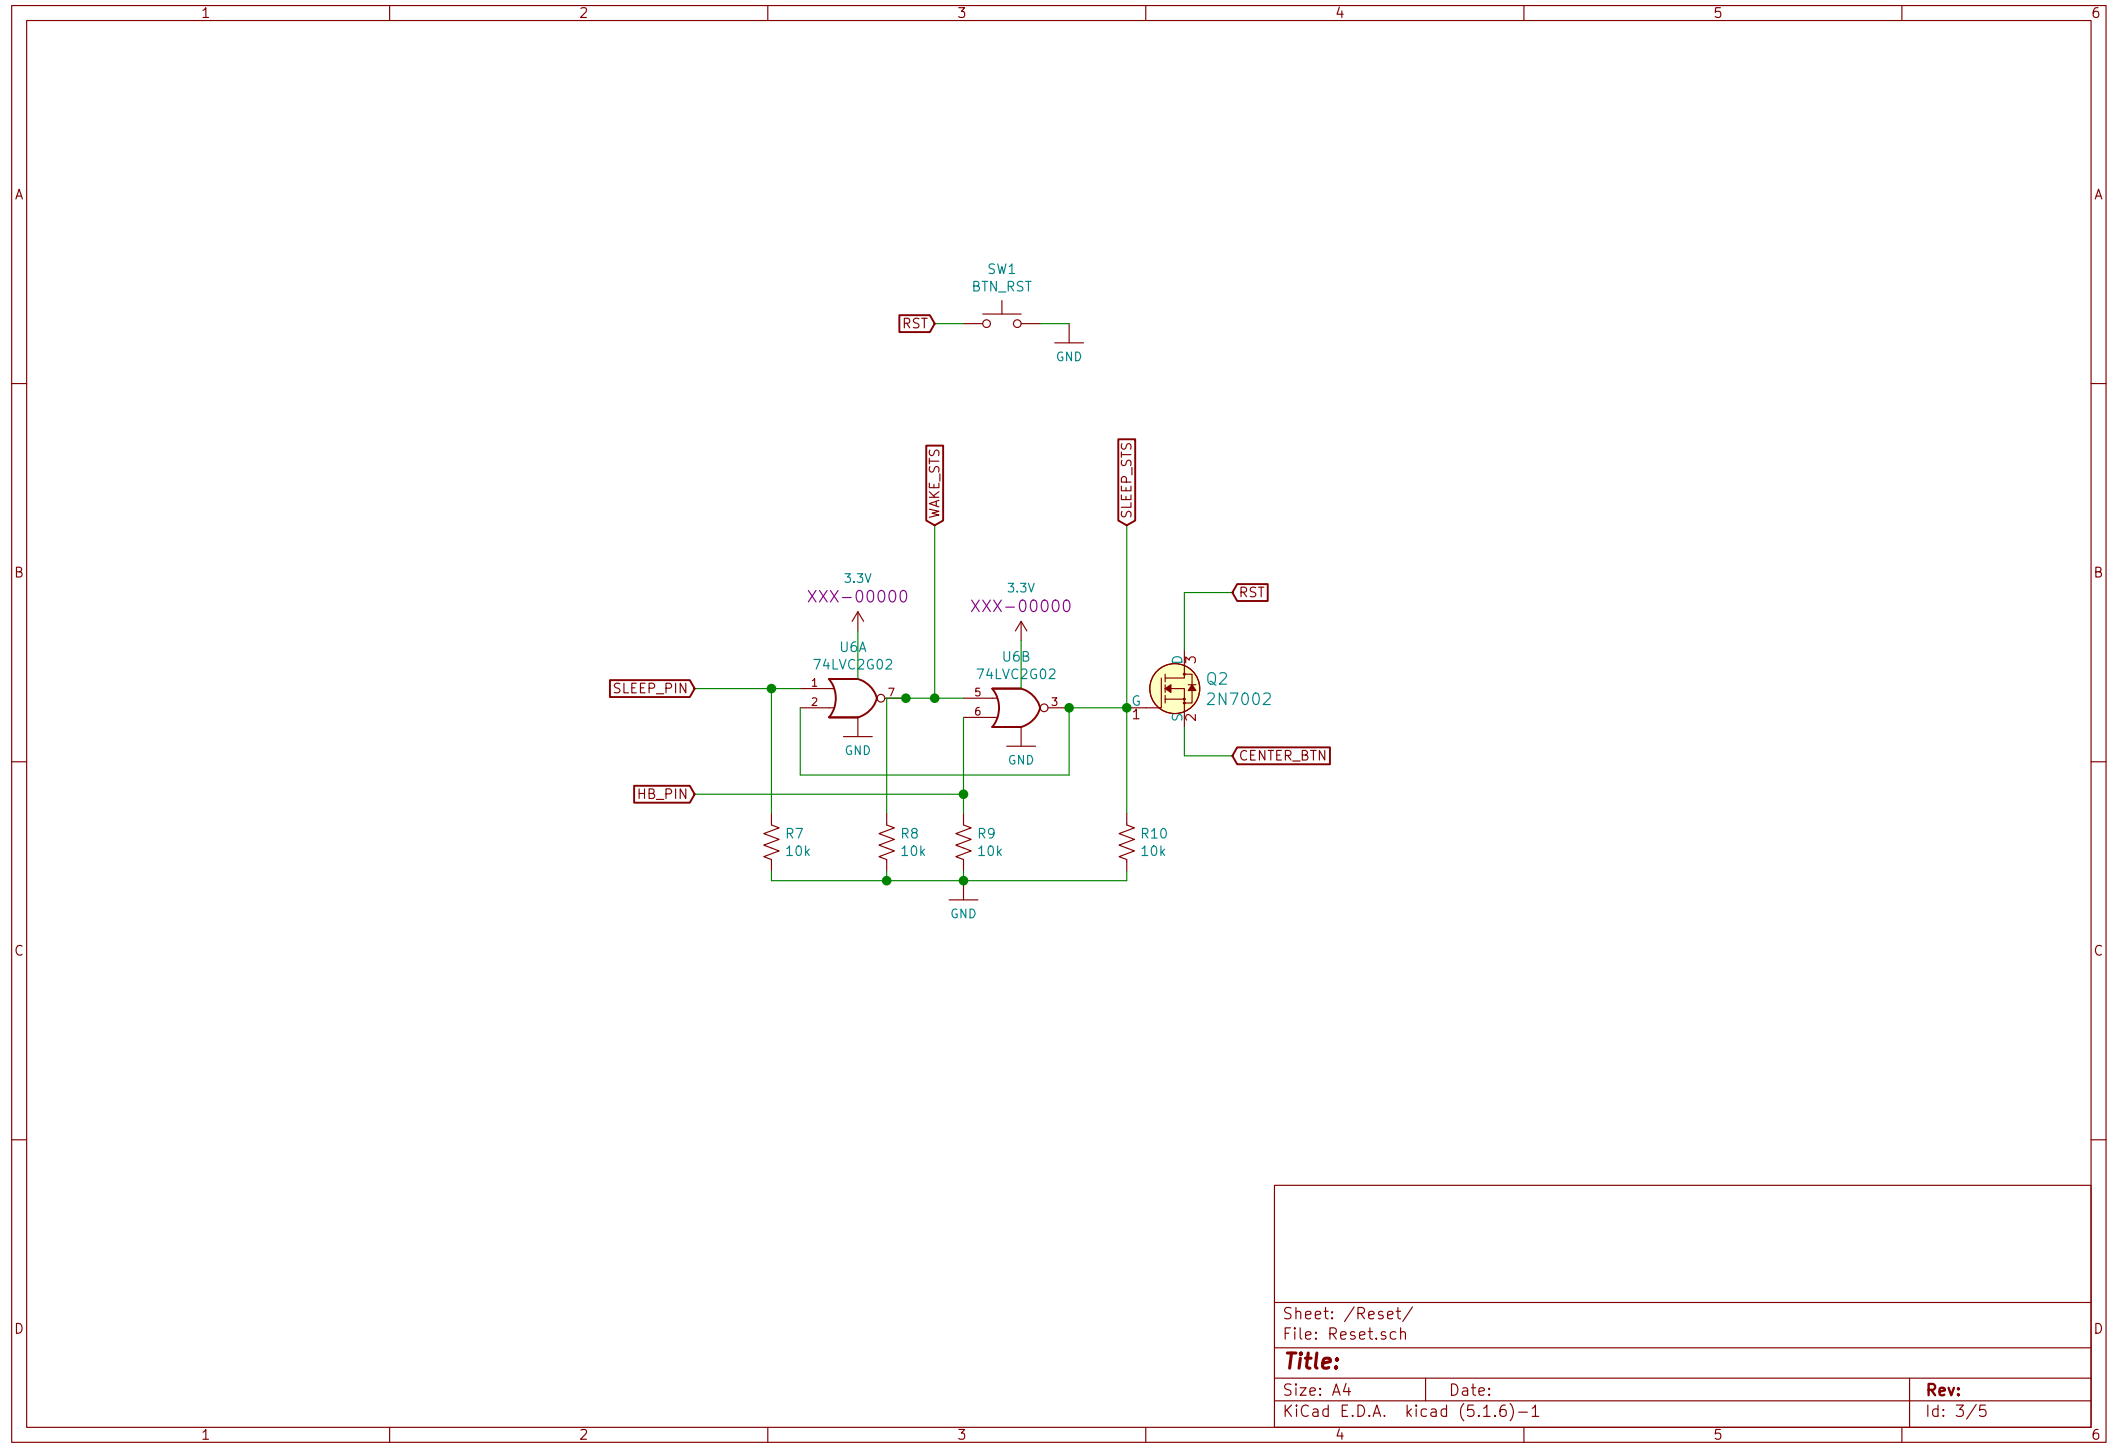 1 2 3 4 5 6
A A
SW1
BTN_RST
RST
GND
WAKE_STS
SLEEP_STS
B B
3.3V
XXX-00000
3.3V
XXX-00000
RST
U6A
74LVC2G02
U6B
74LVC2G02
D 3
Q2
2N7002
SLEEP_PIN
1
2
7
5
6
3
G
1
S 2
GND
GND
CENTER_BTN
HB_PIN
R7
10k
R8
10k
R9
10k
R10
10k
GND
C C
Sheet: /Reset/
File: Reset.sch
D D
Title:
Size: A4 Date: Rev:
KiCad E.D.A. kicad (5.1.6)-1 Id: 3/5
1 2 3 4 5 6